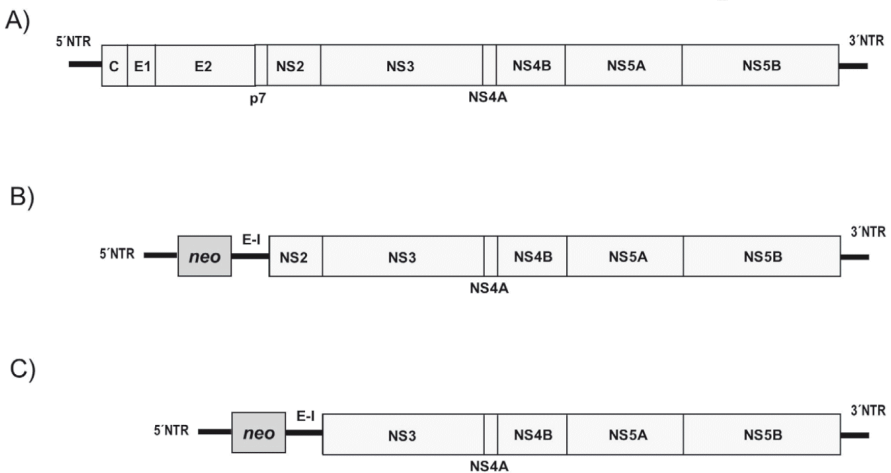 A)
5´NTR 3´NTR
C E1 E2 NS2 NS3 NS4B NS5A NS5B
p7 NS4A
B)
5´NTR neo E-I NS2 NS3 NS4B NS5A NS5B 3´NTR
NS4A
C)
5´NTR neo E-I NS3 NS4B NS5A NS5B 3´NTR
NS4A